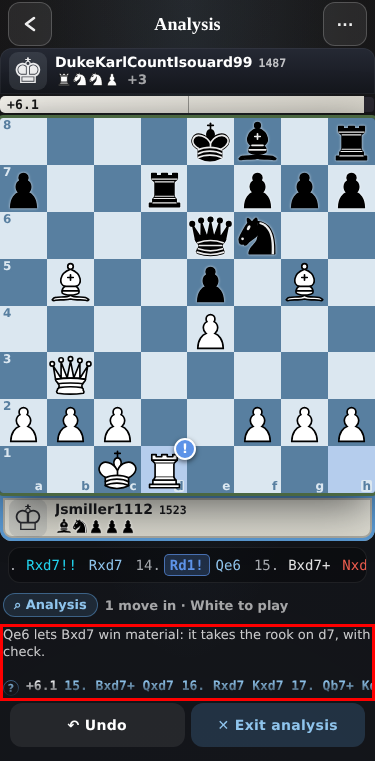 Analysis
...
DukeKarlCountIsouard99 1487
+3
+6.1
8
7
6
5
4
3
2
1
a b c d e f g h
!
Jsmiller1112 1523
. Rxd7!! Rxd7 14. Rd1! Qe6 15. Bxd7+ Nxd
Analysis 1 move in · White to play
Qe6 lets Bxd7 win material: it takes the rook on d7, with
check.
? +6.1 15. Bxd7+ Qxd7 16. Rxd7 Kxd7 17. Qb7+ K
↶ Undo
✕ Exit analysis